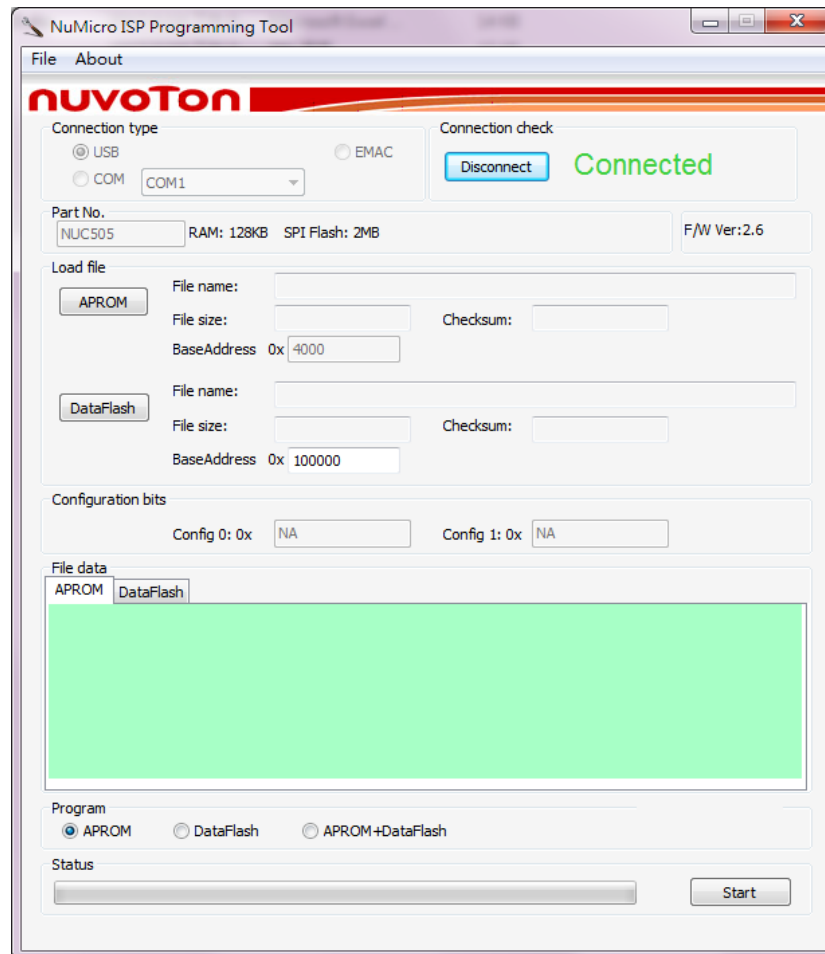 NuMicro ISP Programming Tool
File About
nuvoTon
Connection type
USB
EMAC
COM COM1
Connection check
Disconnect Connected
Part No.
NUC505 RAM: 128KB SPI Flash: 2MB
F/W Ver:2.6
Load file
APROM
File name:
File size: Checksum:
BaseAddress 0x 4000
DataFlash
File name:
File size: Checksum:
BaseAddress 0x 100000
Configuration bits
Config 0: 0x NA Config 1: 0x NA
File data
APROM DataFlash
Program
APROM DataFlash APROM+DataFlash
Status
Start